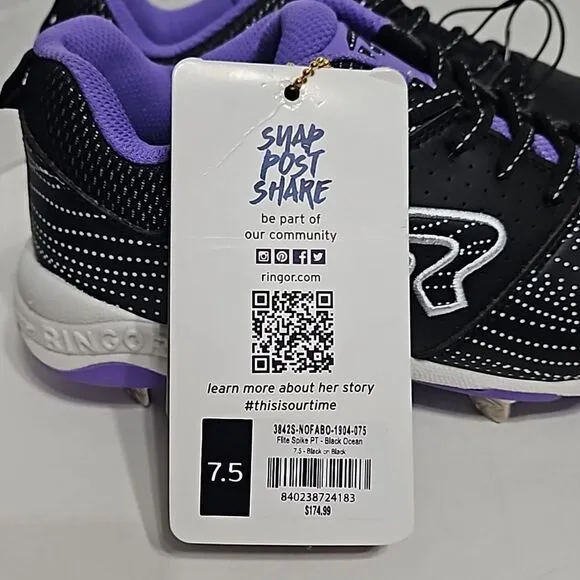 SNAP
POST
SHARE
be part of
our community
ringor.com
learn more about her story
#thisisourtime
3842S-NOFABO-1904-075
Flite Spike PT - Black Ocean
7.5 - Black on Black
7.5
840238724183
$174.99
RINGO